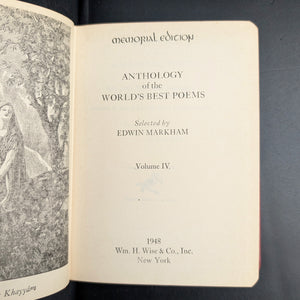 Memorial Edition
ANTHOLOGY
of the
WORLD'S BEST POEMS
Selected by
EDWIN MARKHAM
Volume IV
1948
Wm. H. Wise & Co., Inc.
New York
Khayyám